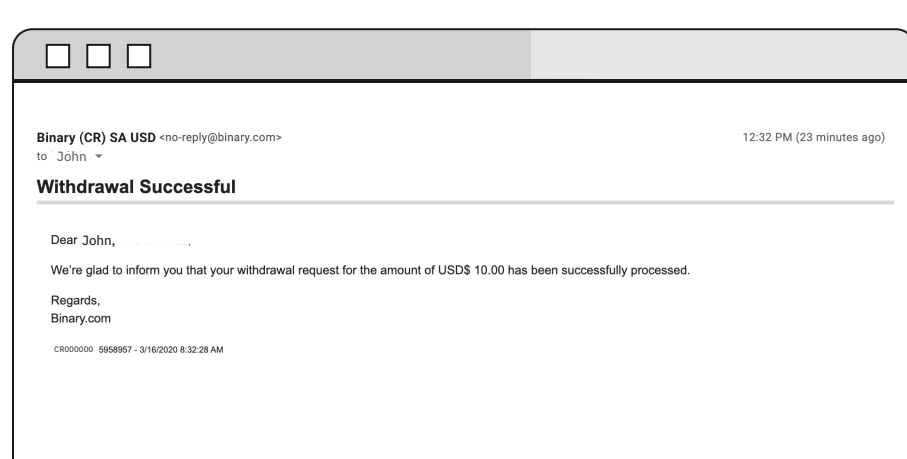 Binary (CR) SA USD <no-reply@binary.com> 12:32 PM (23 minutes ago)
to John
Withdrawal Successful
Dear John,
We're glad to inform you that your withdrawal request for the amount of USD$ 10.00 has been successfully processed.
Regards,
Binary.com
CR000000 5958957 - 3/16/2020 8:32:28 AM